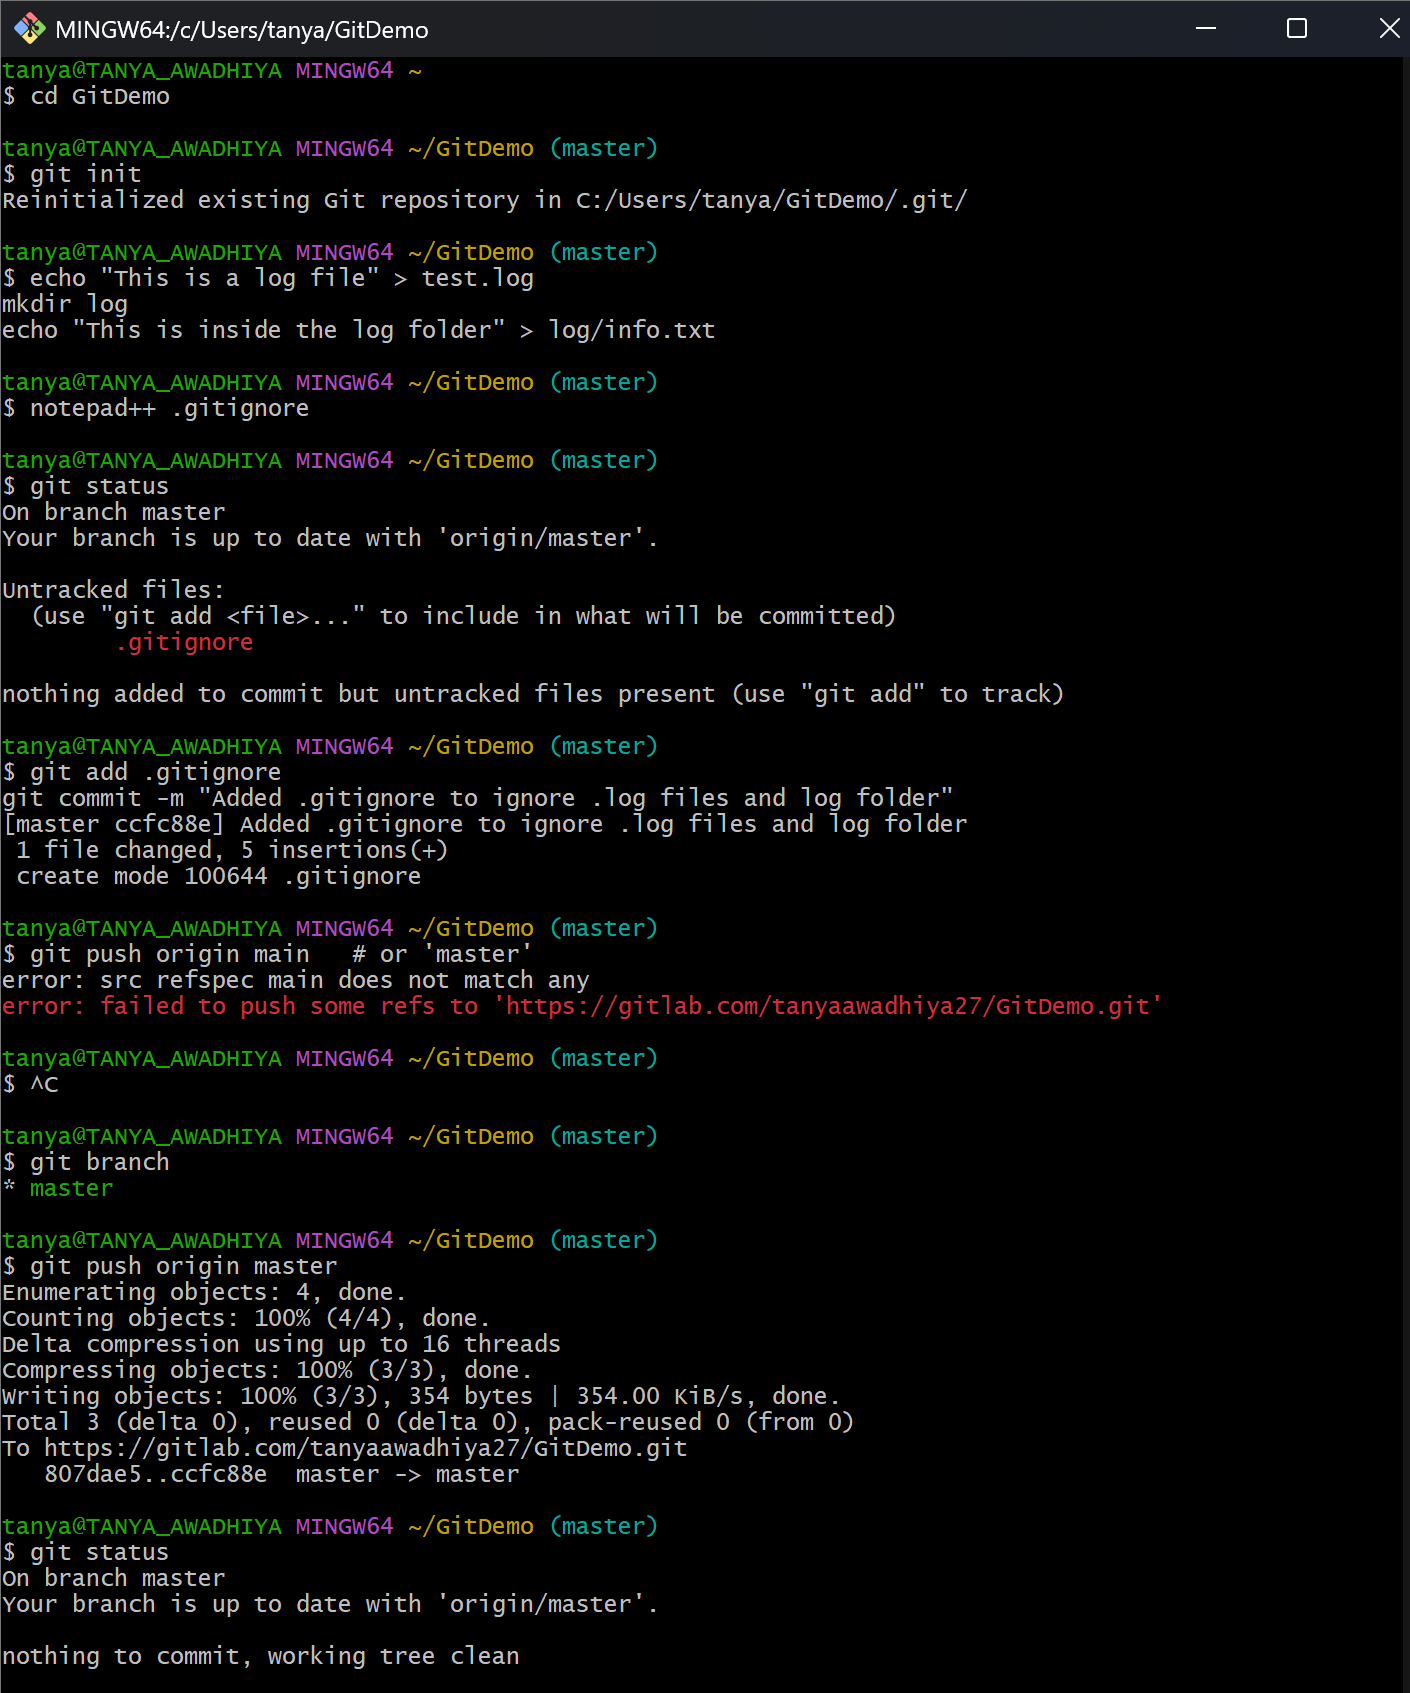 MINGW64:/c/Users/tanya/GitDemo
tanya@TANYA_AWADHIYA MINGW64 ~
$ cd GitDemo
tanya@TANYA_AWADHIYA MINGW64 ~/GitDemo (master)
$ git init
Reinitialized existing Git repository in C:/Users/tanya/GitDemo/.git/
tanya@TANYA_AWADHIYA MINGW64 ~/GitDemo (master)
$ echo "This is a log file" > test.log
mkdir log
echo "This is inside the log folder" > log/info.txt
tanya@TANYA_AWADHIYA MINGW64 ~/GitDemo (master)
$ notepad++ .gitignore
tanya@TANYA_AWADHIYA MINGW64 ~/GitDemo (master)
$ git status
On branch master
Your branch is up to date with 'origin/master'.
Untracked files:
  (use "git add <file>..." to include in what will be committed)
        .gitignore
nothing added to commit but untracked files present (use "git add" to track)
tanya@TANYA_AWADHIYA MINGW64 ~/GitDemo (master)
$ git add .gitignore
git commit -m "Added .gitignore to ignore .log files and log folder"
[master ccfc88e] Added .gitignore to ignore .log files and log folder
 1 file changed, 5 insertions(+)
 create mode 100644 .gitignore
tanya@TANYA_AWADHIYA MINGW64 ~/GitDemo (master)
$ git push origin main   # or 'master'
error: src refspec main does not match any
error: failed to push some refs to 'https://gitlab.com/tanyaawadhiya27/GitDemo.git'
tanya@TANYA_AWADHIYA MINGW64 ~/GitDemo (master)
$ ^C
tanya@TANYA_AWADHIYA MINGW64 ~/GitDemo (master)
$ git branch
* master
tanya@TANYA_AWADHIYA MINGW64 ~/GitDemo (master)
$ git push origin master
Enumerating objects: 4, done.
Counting objects: 100% (4/4), done.
Delta compression using up to 16 threads
Compressing objects: 100% (3/3), done.
Writing objects: 100% (3/3), 354 bytes | 354.00 KiB/s, done.
Total 3 (delta 0), reused 0 (delta 0), pack-reused 0 (from 0)
To https://gitlab.com/tanyaawadhiya27/GitDemo.git
   807dae5..ccfc88e  master -> master
tanya@TANYA_AWADHIYA MINGW64 ~/GitDemo (master)
$ git status
On branch master
Your branch is up to date with 'origin/master'.
nothing to commit, working tree clean